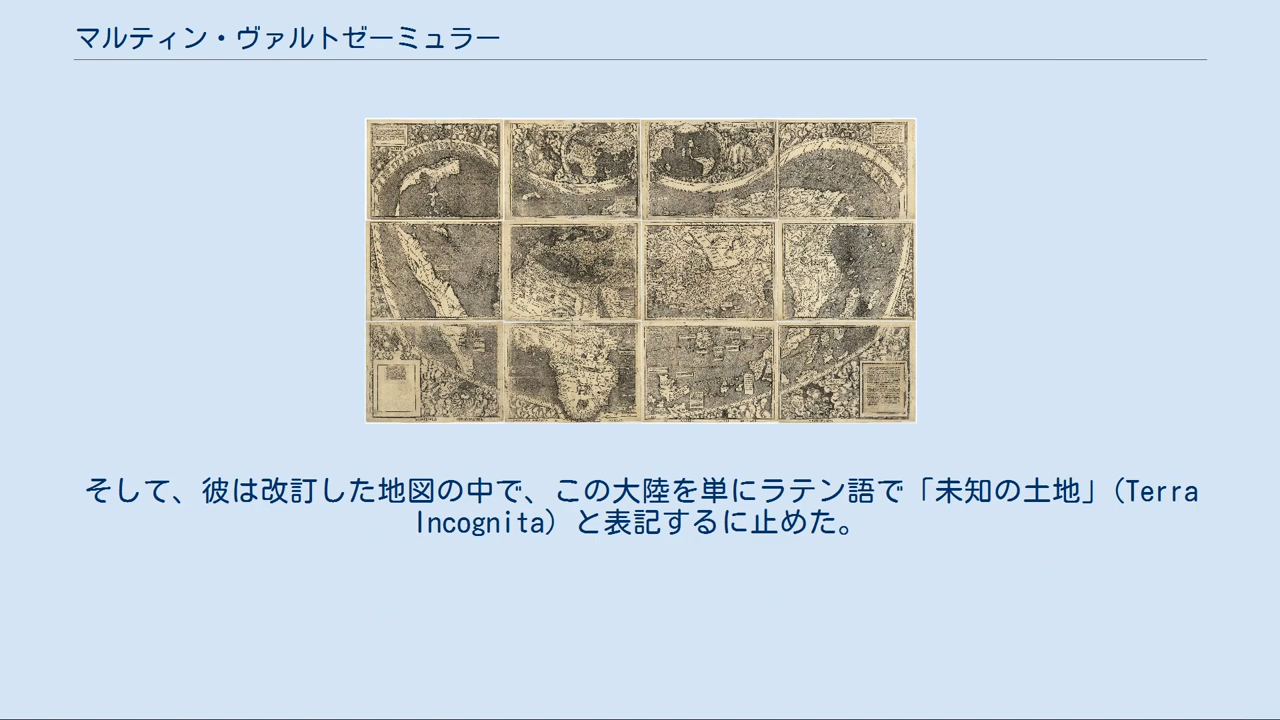 マルティン・ヴァルトゼーミュラー
そして、彼は改訂した地図の中で、この大陸を単にラテン語で「未知の土地」(Terra
Incognita) と表記するに止めた。